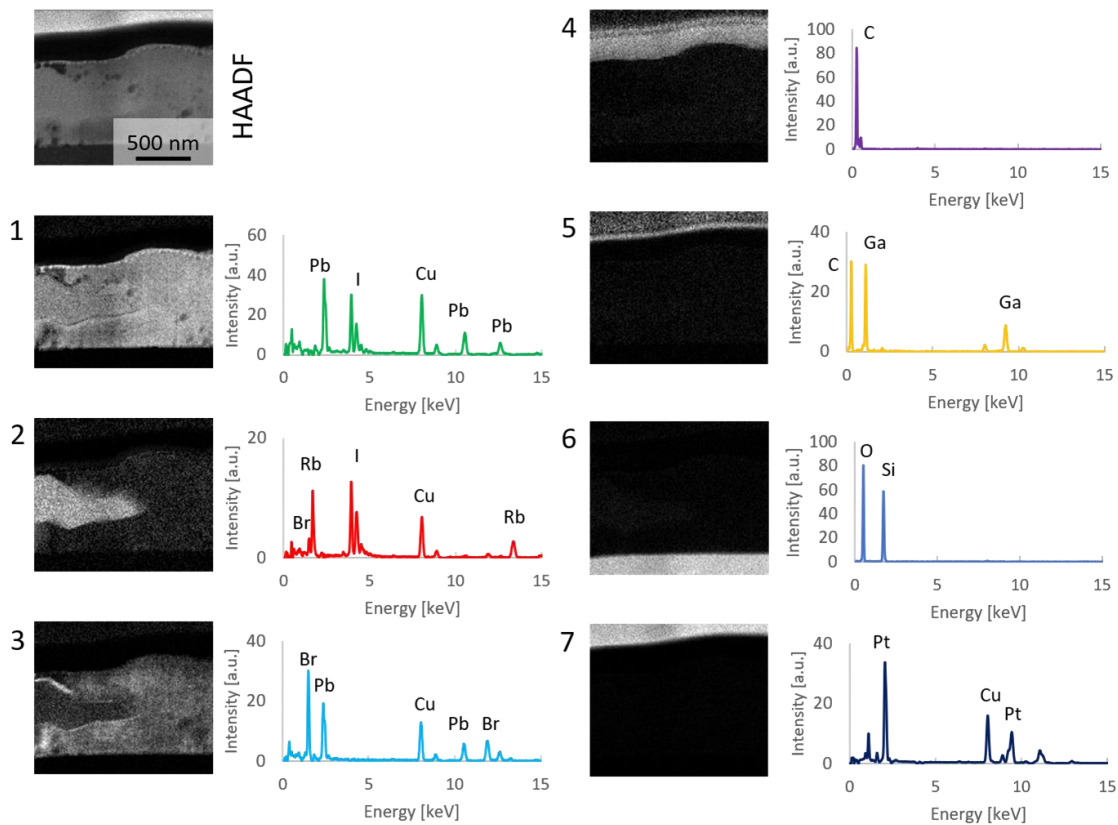 HAADF
500 nm
1
Intensity [a.u.]
60
40
20
0
Pb
I
Cu
Pb
Pb
0
5
10
15
Energy [keV]
2
Intensity [a.u.]
20
0
Br
Rb
I
Cu
Rb
0
5
10
15
Energy [keV]
3
Intensity [a.u.]
40
20
0
Br
Pb
Cu
Pb
Br
0
5
10
15
Energy [keV]
4
Intensity [a.u.]
100
80
60
40
20
0
C
0
5
10
15
Energy [keV]
5
Intensity [a.u.]
40
20
0
C
Ga
Ga
0
5
10
15
Energy [keV]
6
Intensity [a.u.]
100
80
60
40
20
0
O
Si
0
5
10
15
Energy [keV]
7
Intensity [a.u.]
40
20
0
Pt
Cu
Pt
0
5
10
15
Energy [keV]